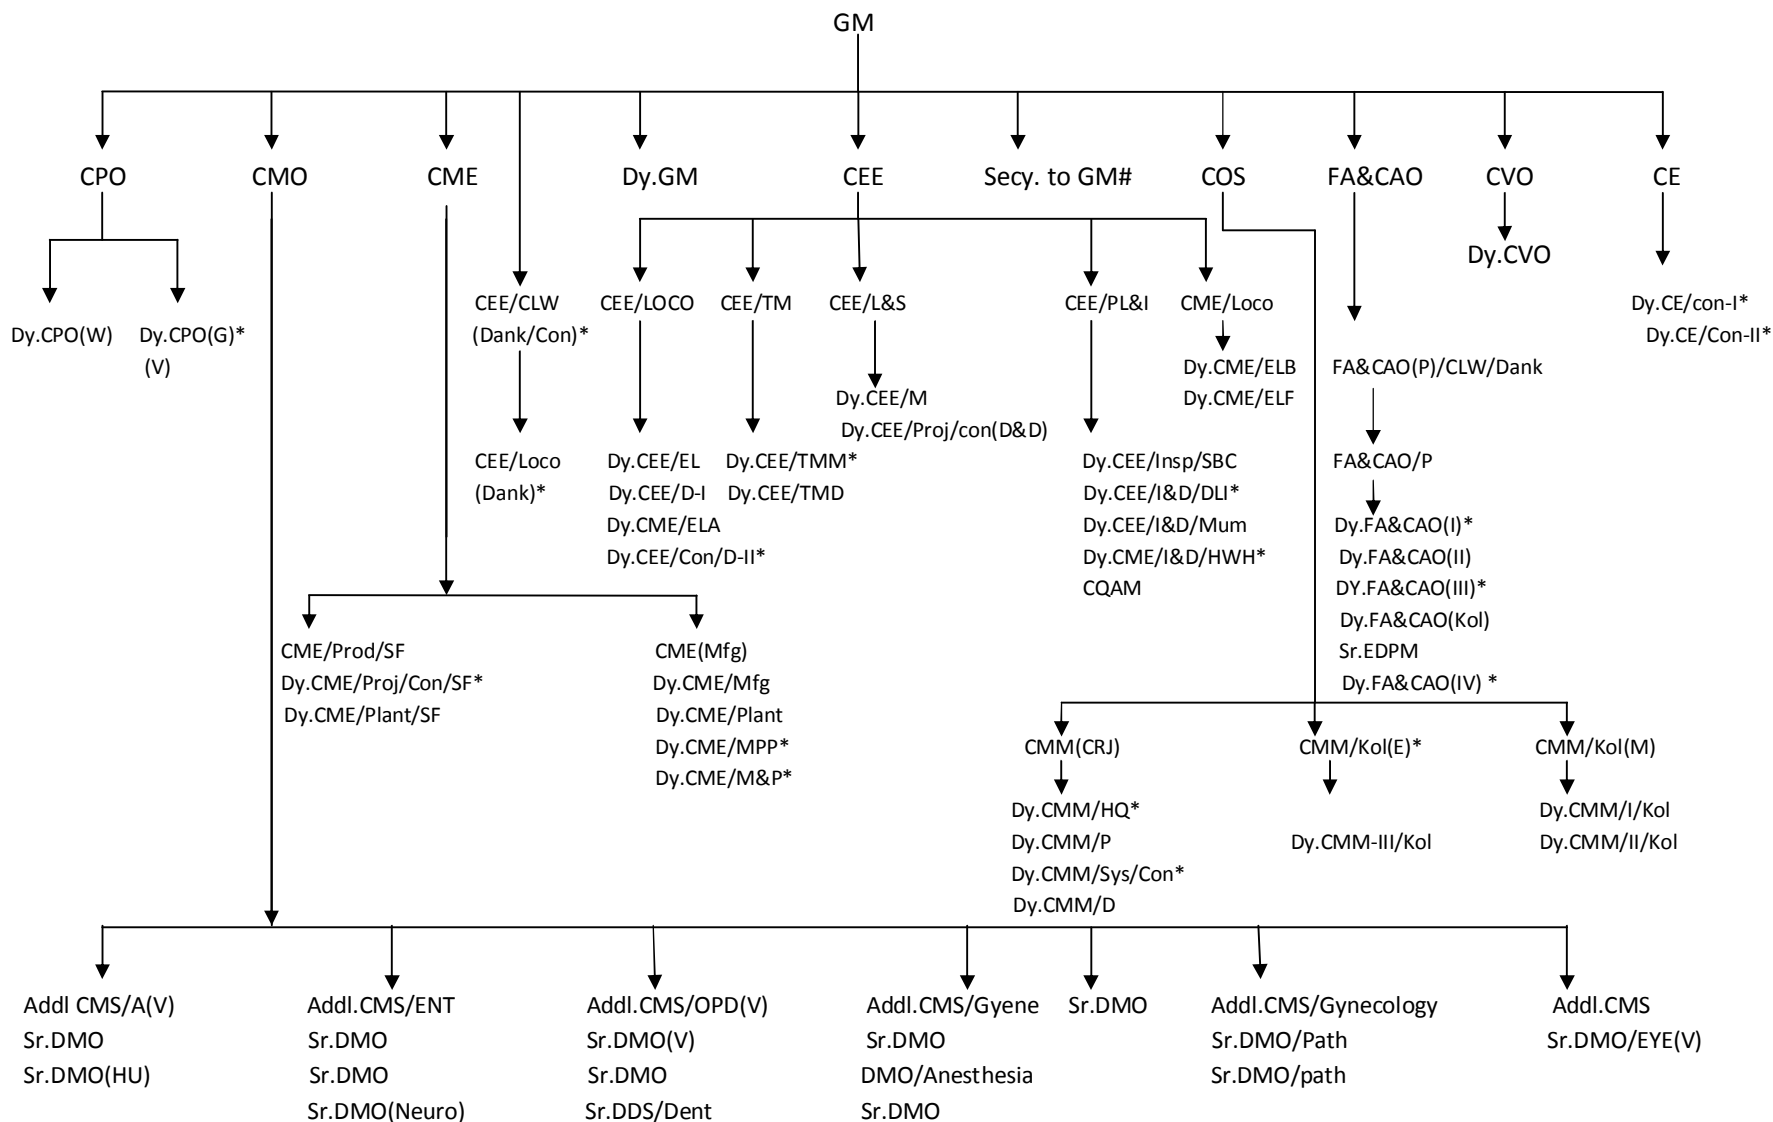 GM
CPO
CMO
CME
Dy.GM
CEE
Secy. to GM#
COS
FA&CAO
CVO
CE
Dy.CVO
Dy.CPO(W)
Dy.CPO(G)*
(V)
CEE/CLW
(Dank/Con)*
CEE/Loco
(Dank)*
CEE/LOCO
Dy.CEE/EL
Dy.CEE/D-I
Dy.CME/ELA
Dy.CEE/Con/D-II*
CEE/TM
Dy.CEE/TMM*
Dy.CEE/TMD
CEE/L&S
Dy.CEE/M
Dy.CEE/Proj/con(D&D)
CEE/PL&I
Dy.CEE/Insp/SBC
Dy.CEE/I&D/DLI*
Dy.CEE/I&D/Mum
Dy.CME/I&D/HWH*
CQAM
CME/Loco
Dy.CME/ELB
Dy.CME/ELF
FA&CAO(P)/CLW/Dank
FA&CAO/P
Dy.FA&CAO(I)*
Dy.FA&CAO(II)
DY.FA&CAO(III)*
Dy.FA&CAO(Kol)
Sr.EDPM
Dy.FA&CAO(IV) *
Dy.CE/con-I*
Dy.CE/Con-II*
CME/Prod/SF
Dy.CME/Proj/Con/SF*
Dy.CME/Plant/SF
CME(Mfg)
Dy.CME/Mfg
Dy.CME/Plant
Dy.CME/MPP*
Dy.CME/M&P*
CMM(CRJ)
Dy.CMM/HQ*
Dy.CMM/P
Dy.CMM/Sys/Con*
Dy.CMM/D
CMM/Kol(E)*
Dy.CMM-III/Kol
CMM/Kol(M)
Dy.CMM/I/Kol
Dy.CMM/II/Kol
Addl CMS/A(V)
Sr.DMO
Sr.DMO(HU)
Addl.CMS/ENT
Sr.DMO
Sr.DMO
Sr.DMO(Neuro)
Addl.CMS/OPD(V)
Sr.DMO(V)
Sr.DMO
Sr.DDS/Dent
Addl.CMS/Gyene
Sr.DMO
DMO/Anesthesia
Sr.DMO
Sr.DMO
Addl.CMS/Gynecology
Sr.DMO/Path
Sr.DMO/path
Addl.CMS
Sr.DMO/EYE(V)